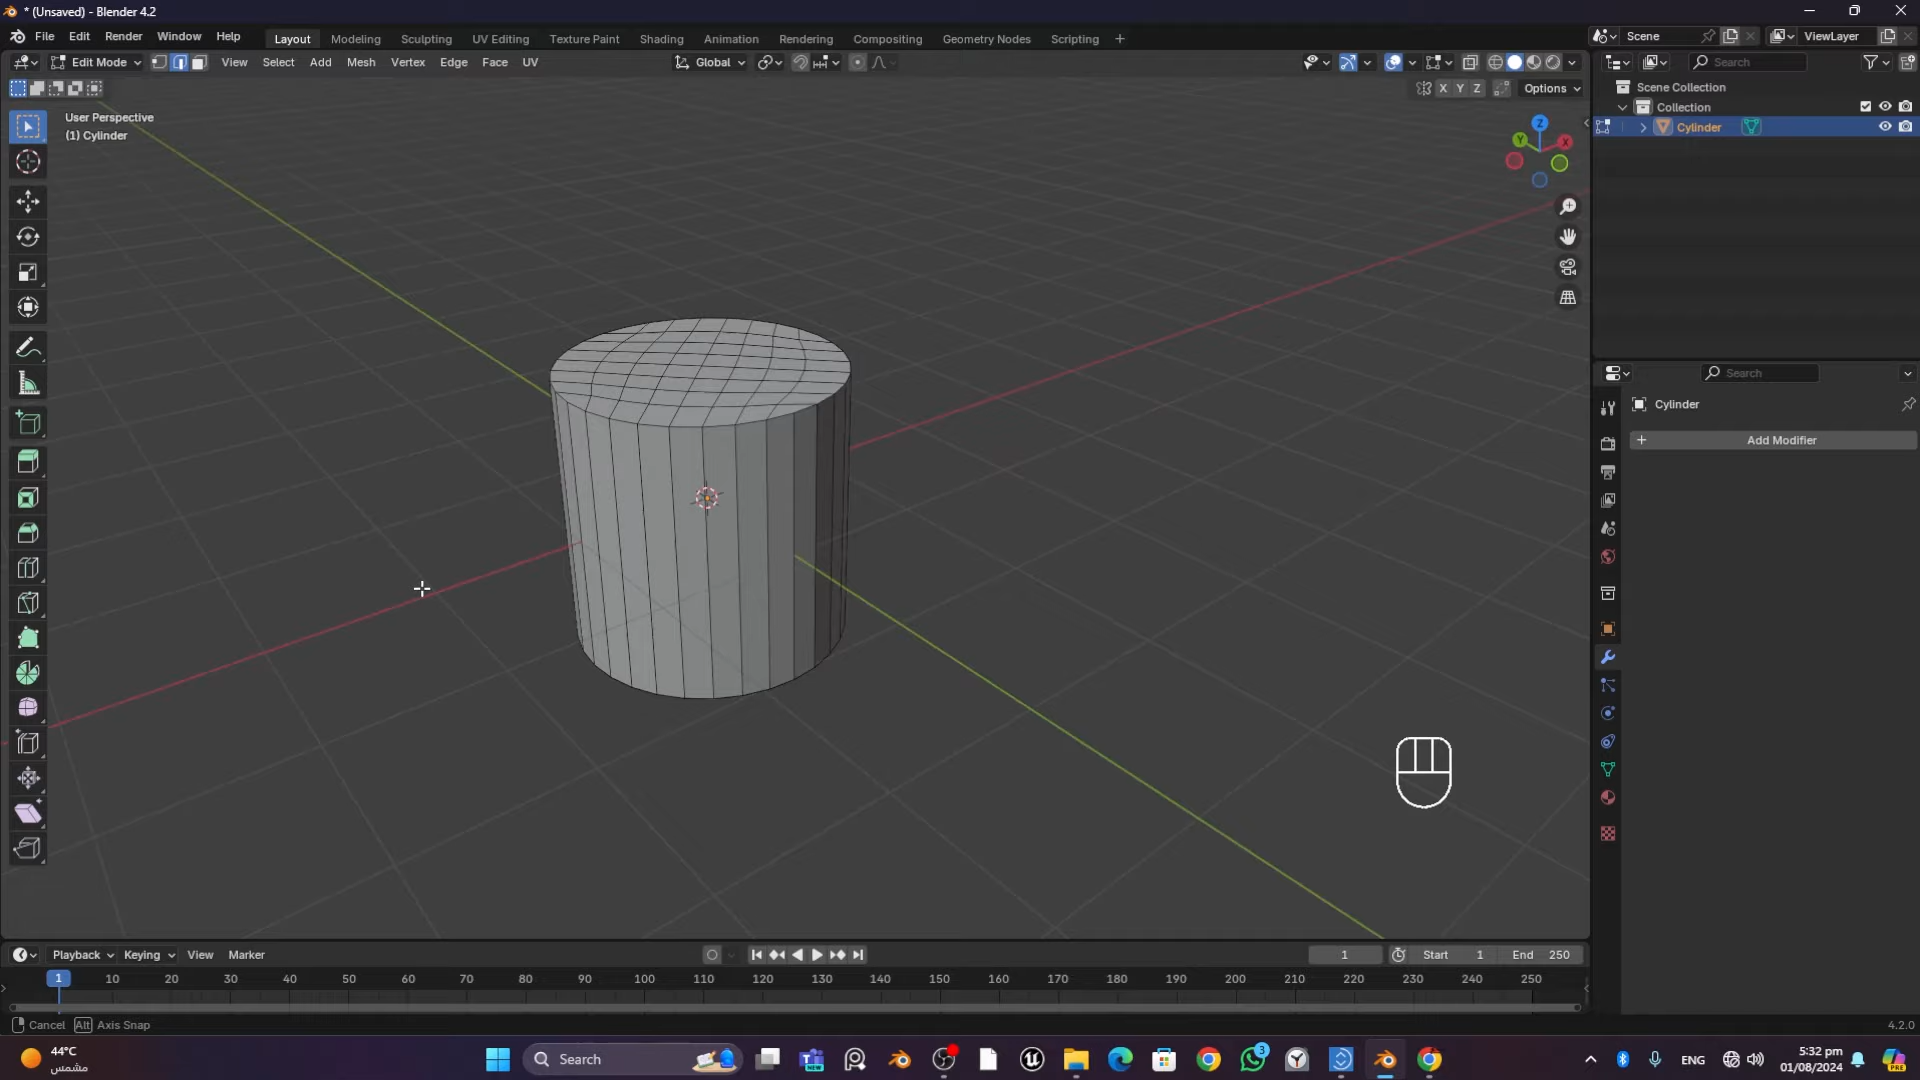 * (Unsaved) - Blender 4.2
File Edit Render Window Help
Layout Modeling Sculpting UV Editing Texture Paint Shading Animation Rendering Compositing Geometry Nodes Scripting +
Scene
ViewLayer
Edit Mode View Select Add Mesh Vertex Edge Face UV
Global
Search
X Y Z Options
Scene Collection
Collection
Cylinder
User Perspective
(1) Cylinder
Z
Y
X
Search
Cylinder
+ Add Modifier
Playback Keying View Marker
1
Start 1 End 250
1 10 20 30 40 50 60 70 80 90 100 110 120 130 140 150 160 170 180 190 200 210 220 230 240 250
Cancel Alt Axis Snap
4.2.0
44°C
مشمس
Search
3
ENG
5:32 pm
01/08/2024
PRE